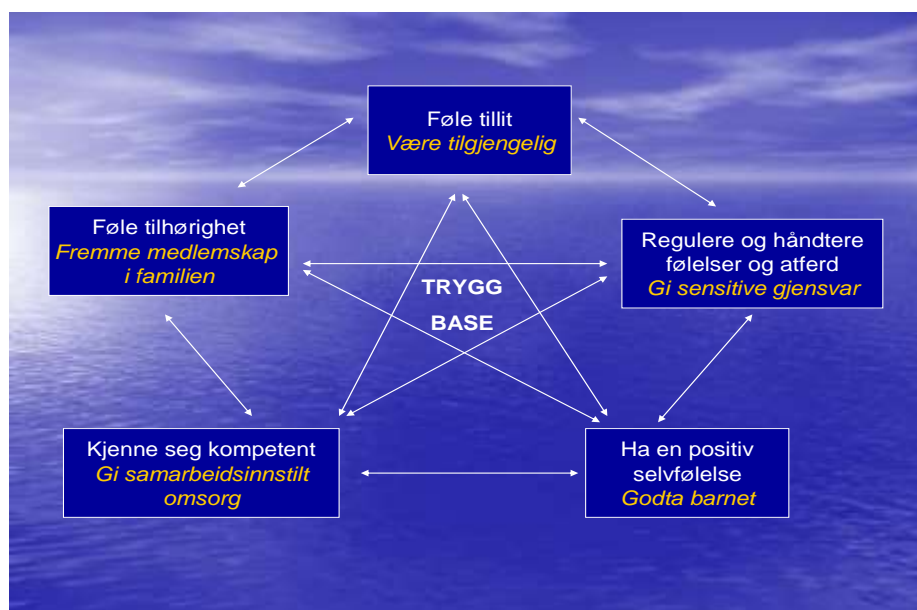 Føle tillit
Være tilgjengelig
Føle tilhørighet
Fremme medlemskap
i familien
Regulere og håndtere
følelser og atferd
Gi sensitive gjensvar
TRYGG
BASE
Kjenne seg kompetent
Gi samarbeidsinnstilt
omsorg
Ha en positiv
selvfølelse
Godta barnet